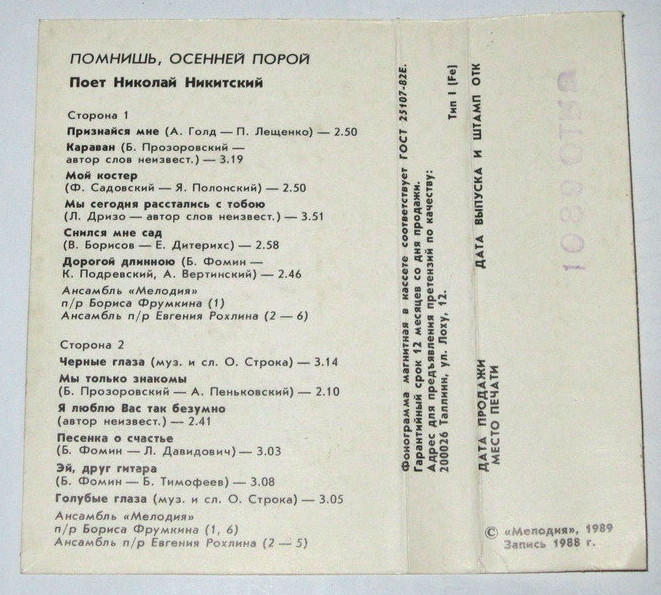 ПОМНИШЬ, ОСЕННЕЙ ПОРОЙ
Поет Николай Никитский
Сторона 1
Признайся мне (А. Голд — П. Лещенко) — 2.50
Караван (Б. Прозоровский —
автор слов неизвест.) — 3.19
Мой костер
(Ф. Садовский — Я. Полонский) — 2.50
Мы сегодня расстались с тобою
(Л. Дризо — автор слов неизвест.) — 3.51
Снился мне сад
(В. Борисов — Е. Дитерихс) — 2.58
Дорогой длинною (Б. Фомин —
К. Подревский, А. Вертинский) — 2.46
Ансамбль «Мелодия»
п/р Бориса Фрумкина (1)
Ансамбль п/р Евгения Рохлина (2 — 6)
Сторона 2
Черные глаза (муз. и сл. О. Строка) — 3.14
Мы только знакомы
(Б. Прозоровский — А. Пеньковский) — 2.10
Я люблю Вас так безумно
(автор неизвест.) — 2.41
Песенка о счастье
(Б. Фомин — Л. Давидович) — 3.03
Эй, друг гитара
(Б. Фомин — Б. Тимофеев) — 3.08
Голубые глаза (муз. и сл. О. Строка) — 3.05
Ансамбль «Мелодия»
п/р Бориса Фрумкина (1, 6)
Ансамбль п/р Евгения Рохлина (2 — 5)
Фонограмма магнитная в кассете соответствует ГОСТ 25107-82Е.
Гарантийный срок 12 месяцев со дня продажи.
Адрес для предъявления претензий по качеству:
200026 Таллинн, ул. Лоху, 12.
Тип I (Fe)
ДАТА ВЫПУСКА И ШТАМП ОТК
ДАТА ПРОДАЖИ
МЕСТО ПЕЧАТИ
© «Мелодия», 1989
Запись 1988 г.